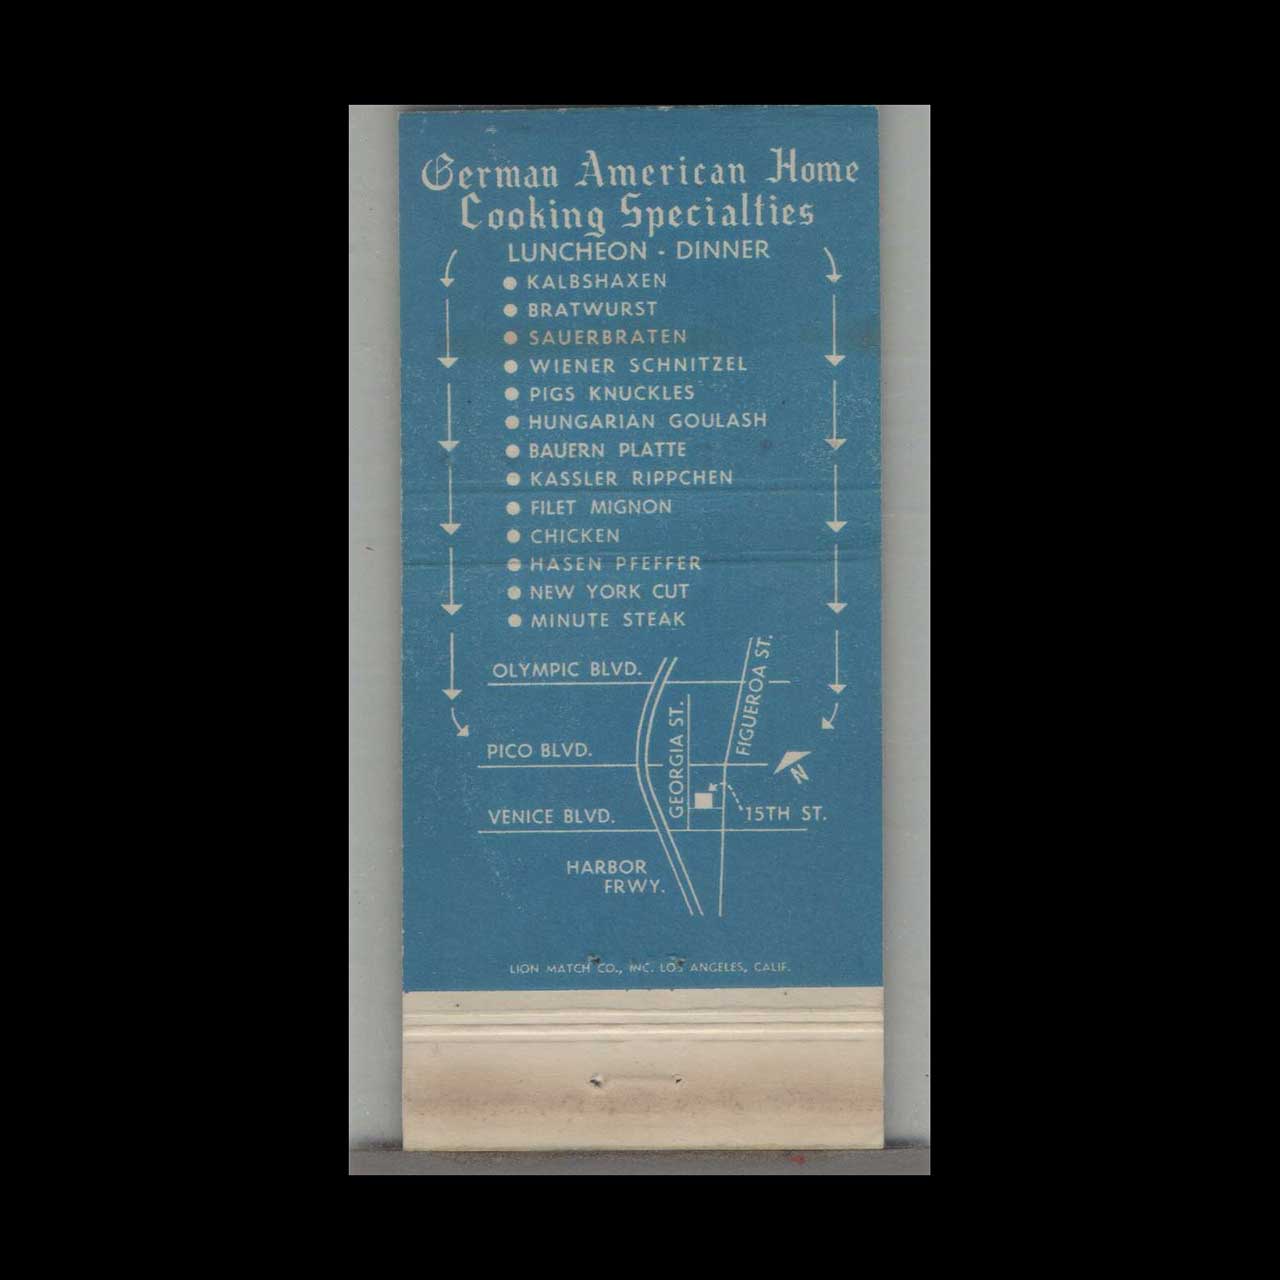 German American Home
Cooking Specialties
LUNCHEON - DINNER
● KALBSHAXEN
● BRATWURST
● SAUERBRATEN
● WIENER SCHNITZEL
● PIGS KNUCKLES
● HUNGARIAN GOULASH
● BAUERN PLATTE
● KASSLER RIPPCHEN
● FILET MIGNON
● CHICKEN
● HASEN PFEFFER
● NEW YORK CUT
● MINUTE STEAK
OLYMPIC BLVD.
FIGUEROA ST.
GEORGIA ST.
PICO BLVD.
N
VENICE BLVD.
15TH ST.
HARBOR
FRWY.
LION MATCH CO., INC. LOS ANGELES, CALIF.